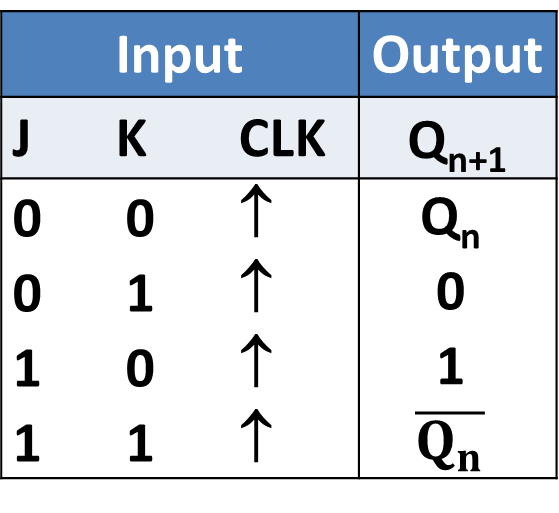 Input Output
J K CLK Qₙ₊₁
0 0 ↑ Qₙ
0 1 ↑ 0
1 0 ↑ 1
1 1 ↑ Q̅ₙ